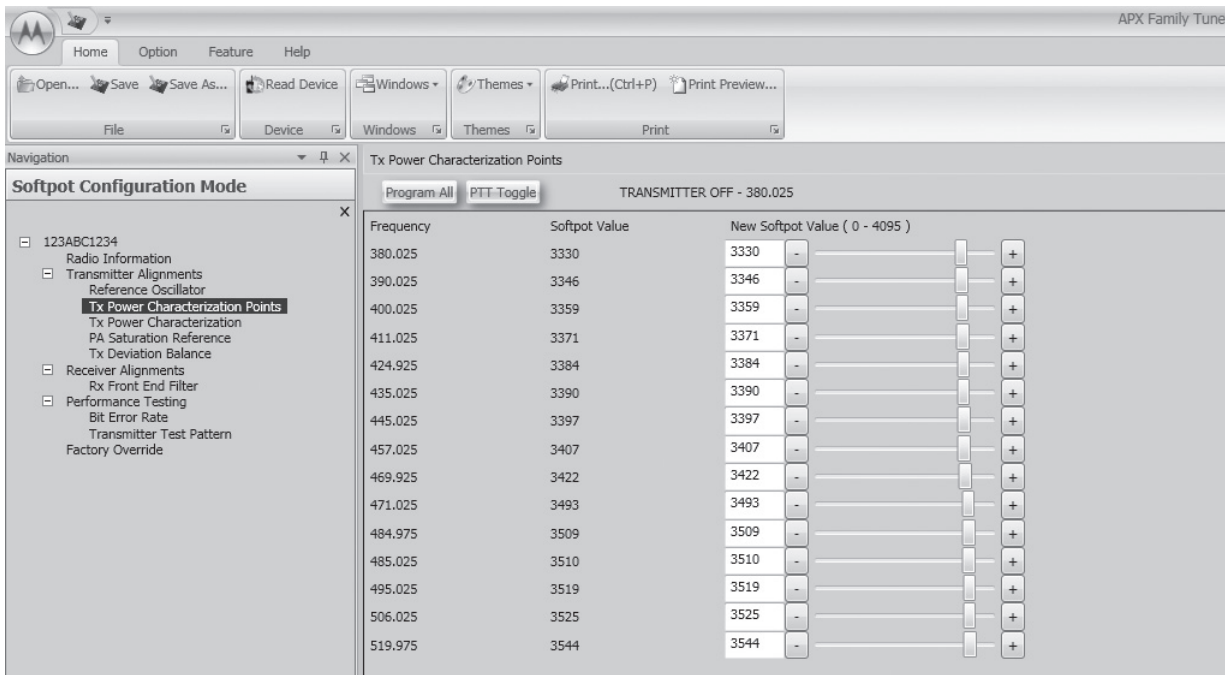 APX Family Tune
Home Option Feature Help
Open... Save Save As... Read Device Windows Themes Print...(Ctrl+P) Print Preview...
File Device Windows Themes Print
Navigation
Softpot Configuration Mode
123ABC1234
Radio Information
Transmitter Alignments
Reference Oscillator
Tx Power Characterization Points
Tx Power Characterization
PA Saturation Reference
Tx Deviation Balance
Receiver Alignments
Rx Front End Filter
Performance Testing
Bit Error Rate
Transmitter Test Pattern
Factory Override
Tx Power Characterization Points
Program All PTT Toggle TRANSMITTER OFF - 380.025
Frequency Softpot Value New Softpot Value ( 0 - 4095 )
380.025 3330 3330 - +
390.025 3346 3346 - +
400.025 3359 3359 - +
411.025 3371 3371 - +
424.925 3384 3384 - +
435.025 3390 3390 - +
445.025 3397 3397 - +
457.025 3407 3407 - +
469.925 3422 3422 - +
471.025 3493 3493 - +
484.975 3509 3509 - +
485.025 3510 3510 - +
495.025 3519 3519 - +
506.025 3525 3525 - +
519.975 3544 3544 - +